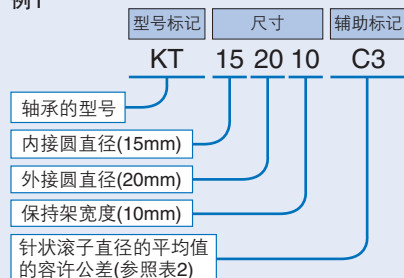 例1
型号标记 尺寸 辅助标记
KT 15 20 10 C3
轴承的型号
内接圆直径(15mm)
外接圆直径(20mm)
保持架宽度(10mm)
针状滚子直径的平均值
的容许公差(参照表2)